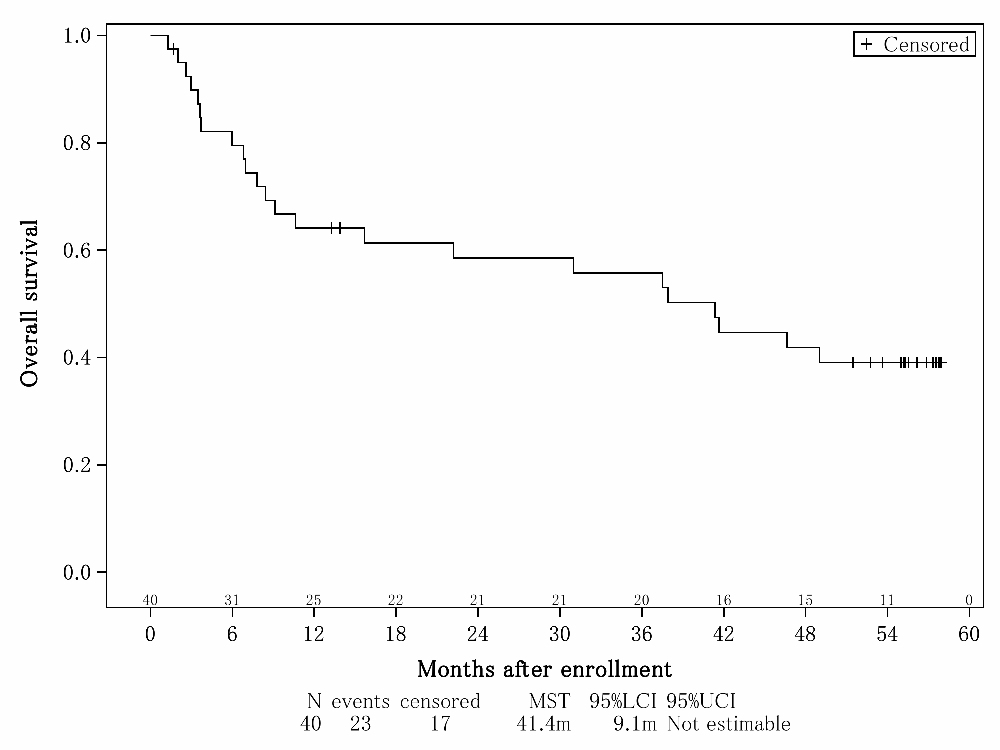 + Censored
1.0
0.8
0.6
0.4
0.2
0.0
Overall survival
40 31 25 22 21 21 20 16 15 11 0
0 6 12 18 24 30 36 42 48 54 60
Months after enrollment
N events censored MST 95%LCI 95%UCI
40 23 17 41.4m 9.1m Not estimable